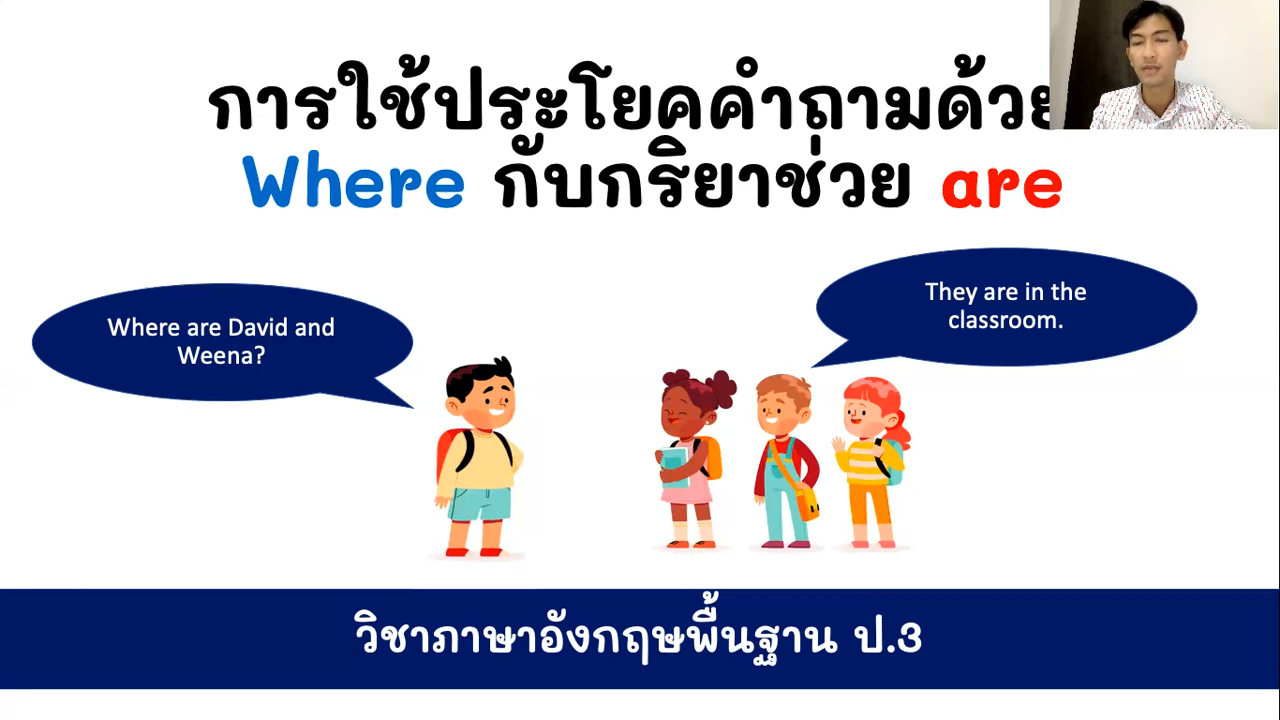 การใช้ประโยคคำถามด้วย
Where กับกริยาช่วย are
They are in the
classroom.
Where are David and
Weena?
วิชาภาษาอังกฤษพื้นฐาน ป.3